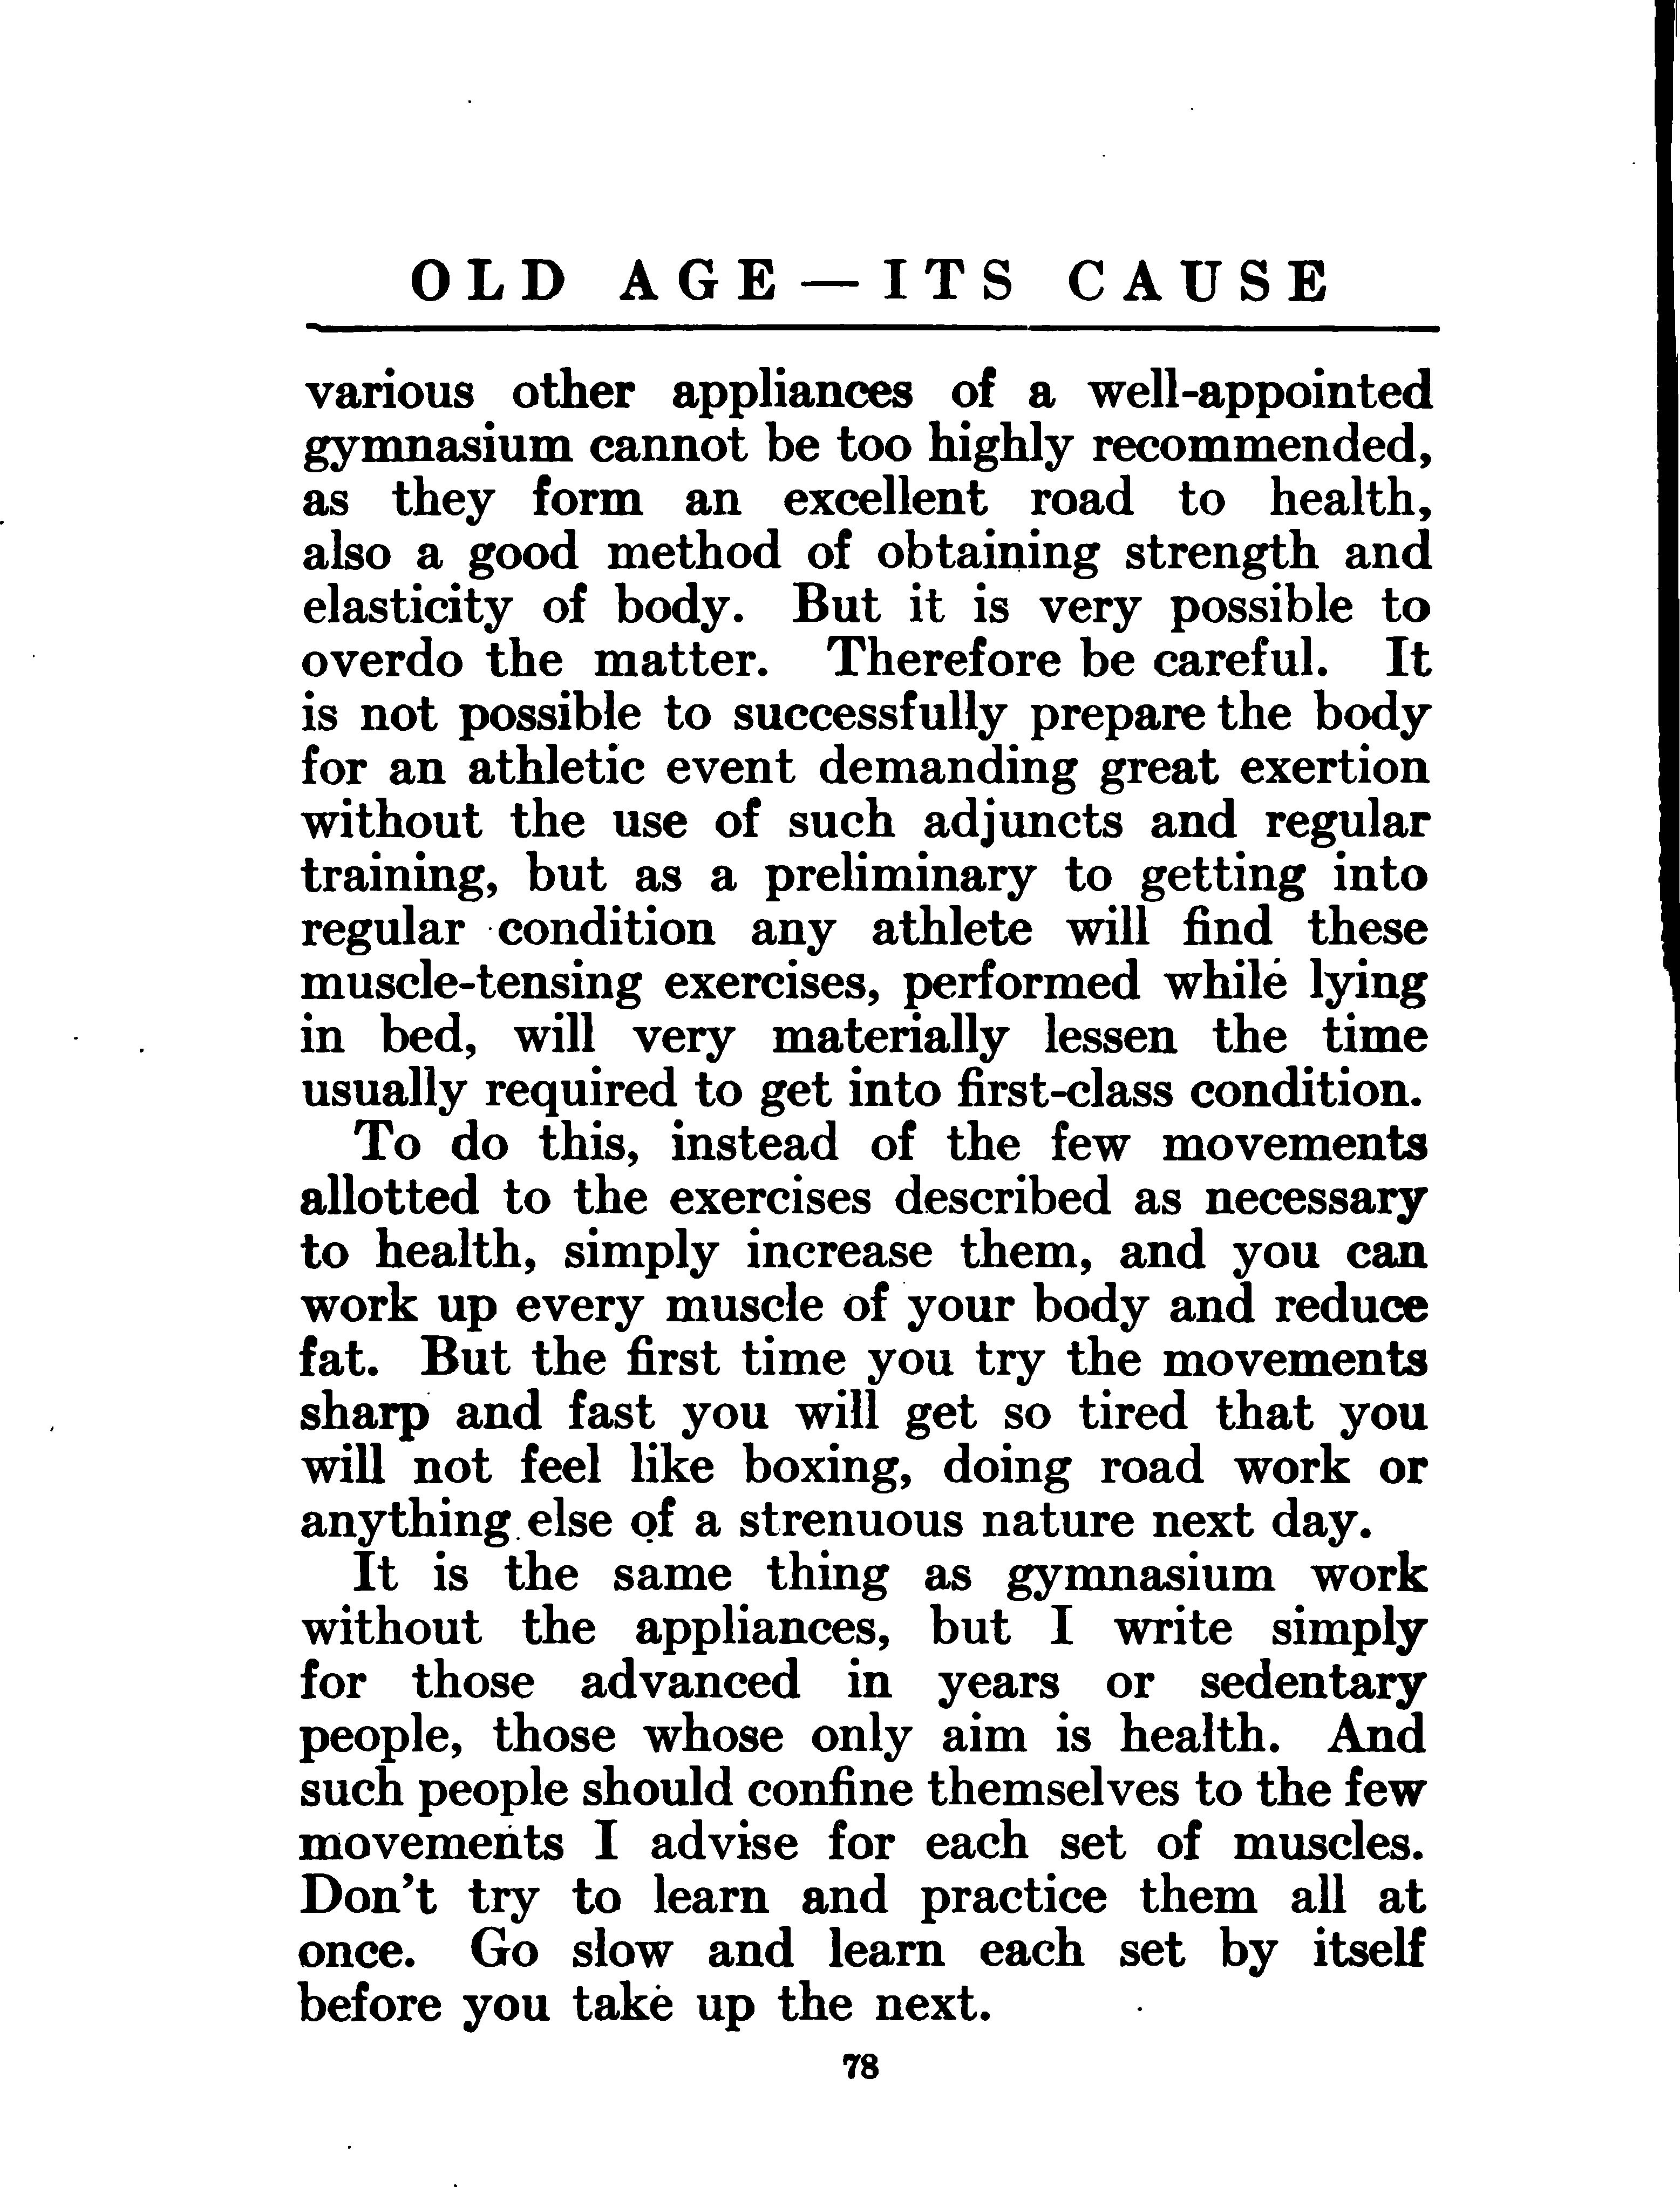 OLD AGE—ITS CAUSE
various other appliances of a well-appointed
gymnasium cannot be too highly recommended,
as they form an excellent road to health,
also a good method of obtaining strength and
elasticity of body. But it is very possible to
overdo the matter. Therefore be careful. It
is not possible to successfully prepare the body
for an athletic event demanding great exertion
without the use of such adjuncts and regular
training, but as a preliminary to getting into
regular condition any athlete will find these
muscle-tensing exercises, performed while lying
in bed, will very materially lessen the time
usually required to get into first-class condition.
To do this, instead of the few movements
allotted to the exercises described as necessary
to health, simply increase them, and you can
work up every muscle of your body and reduce
fat. But the first time you try the movements
sharp and fast you will get so tired that you
will not feel like boxing, doing road work or
anything else of a strenuous nature next day.
It is the same thing as gymnasium work
without the appliances, but I write simply
for those advanced in years or sedentary
people, those whose only aim is health. And
such people should confine themselves to the few
movements I advise for each set of muscles.
Don't try to learn and practice them all at
once. Go slow and learn each set by itself
before you take up the next.
78